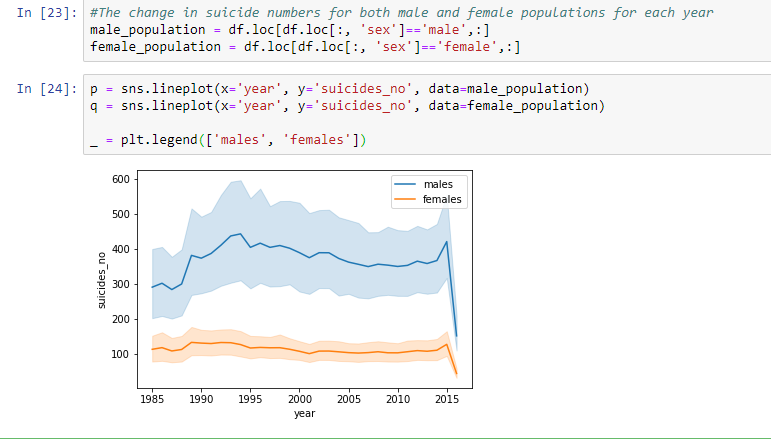 In [23]: #The change in suicide numbers for both male and female populations for each year
male_population = df.loc[df.loc[:, 'sex']=='male',:]
female_population = df.loc[df.loc[:, 'sex']=='female',:]
In [24]: p = sns.lineplot(x='year', y='suicides_no', data=male_population)
q = sns.lineplot(x='year', y='suicides_no', data=female_population)
_ = plt.legend(['males', 'females'])
males
females
600
500
400
300
200
100
suicides_no
1985 1990 1995 2000 2005 2010 2015
year